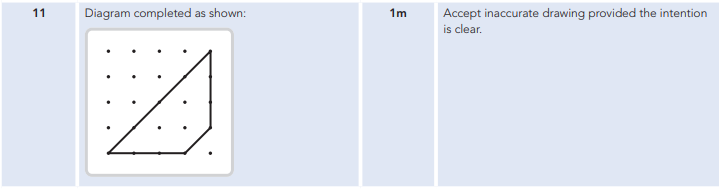 11
Diagram completed as shown:
1m
Accept inaccurate drawing provided the intention
is clear.